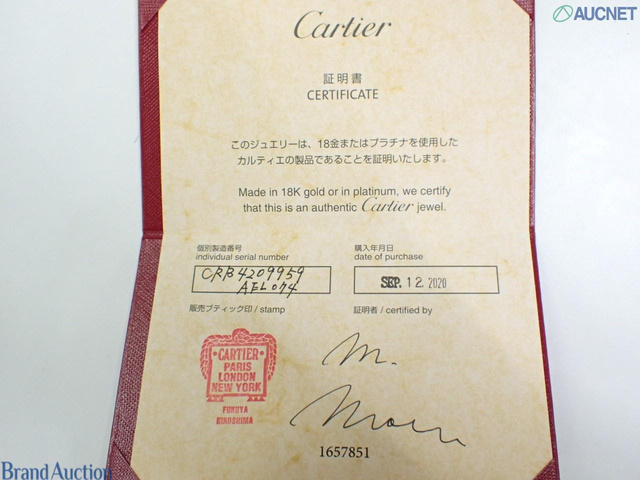 AUCNET
Cartier
証明書
CERTIFICATE
このジュエリーは、18金またはプラチナを使用した
カルティエの製品であることを証明いたします。
Made in 18K gold or in platinum, we certify
that this is an authentic Cartier jewel.
個別製造番号
individual serial number
CRB4209959
AEL074
購入年月日
date of purchase
SEP. 12 2020
販売ブティック印 / stamp
証明者 / certified by
CARTIER
PARIS
LONDON
NEW YORK
FUKUYA
HIROSHIMA
M.
1657851
Brand Auction